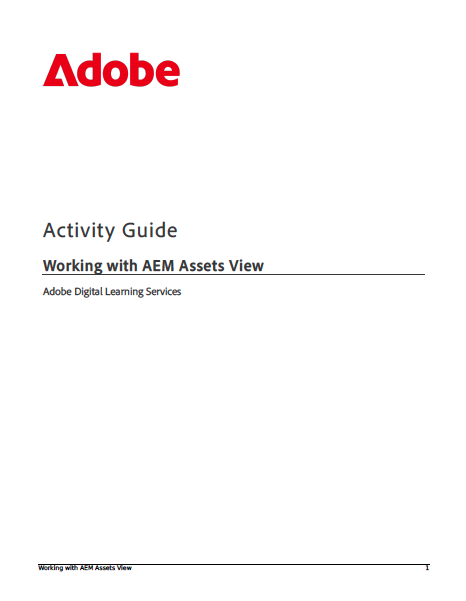 Adobe
Activity Guide
Working with AEM Assets View
Adobe Digital Learning Services
Working with AEM Assets View 1